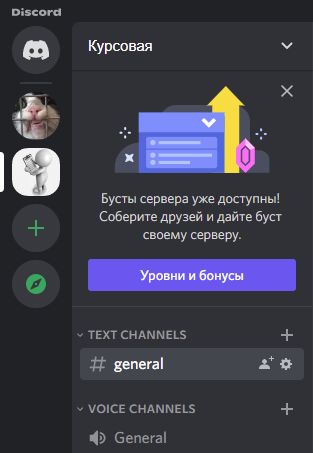 Discord
Курсовая
Бусты сервера уже доступны!
Соберите друзей и дайте буст
своему серверу.
Уровни и бонусы
TEXT CHANNELS
general
VOICE CHANNELS
General